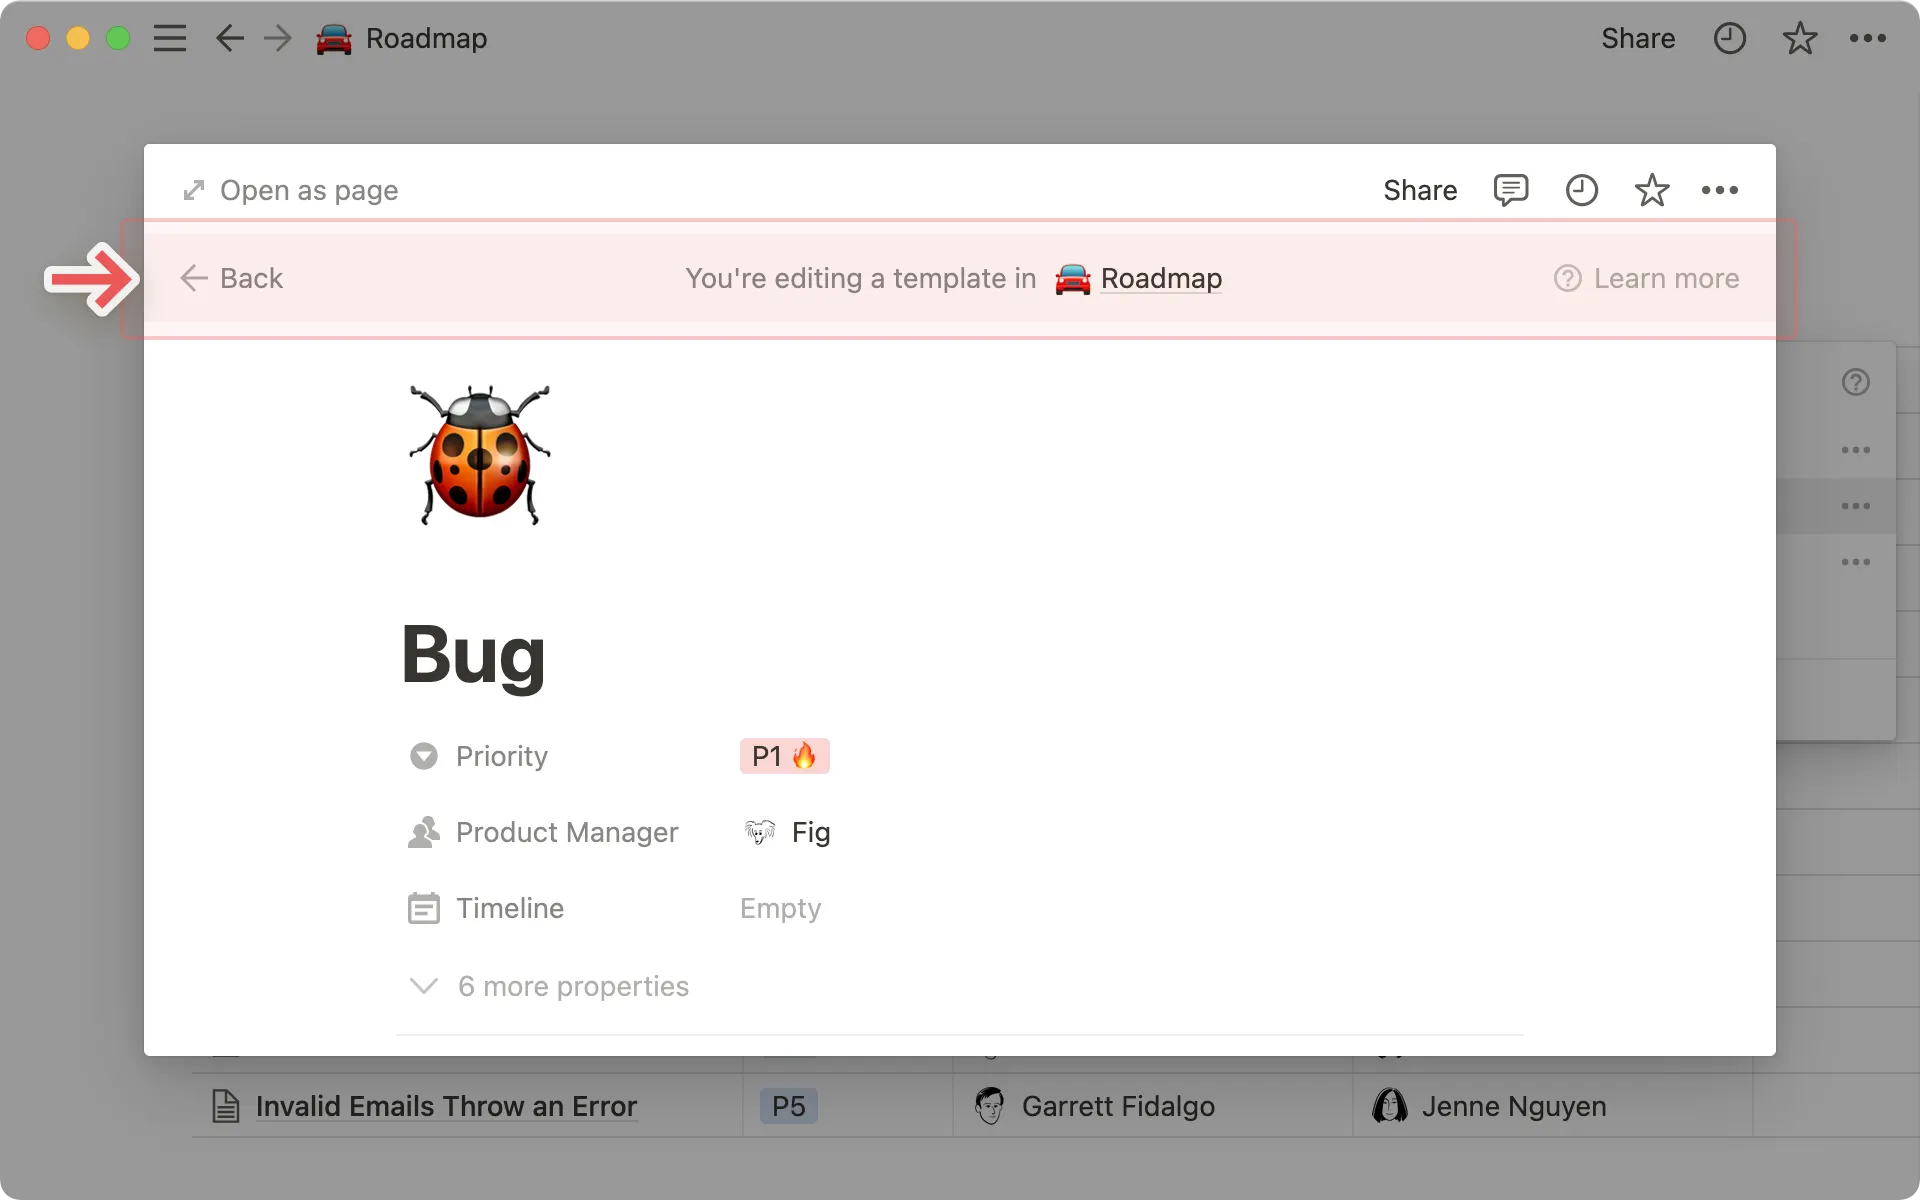 Roadmap
Share
Open as page
Share
Back
You're editing a template in Roadmap
Learn more
Bug
Priority P1
Product Manager Fig
Timeline Empty
6 more properties
Invalid Emails Throw an Error P5 Garrett Fidalgo Jenne Nguyen